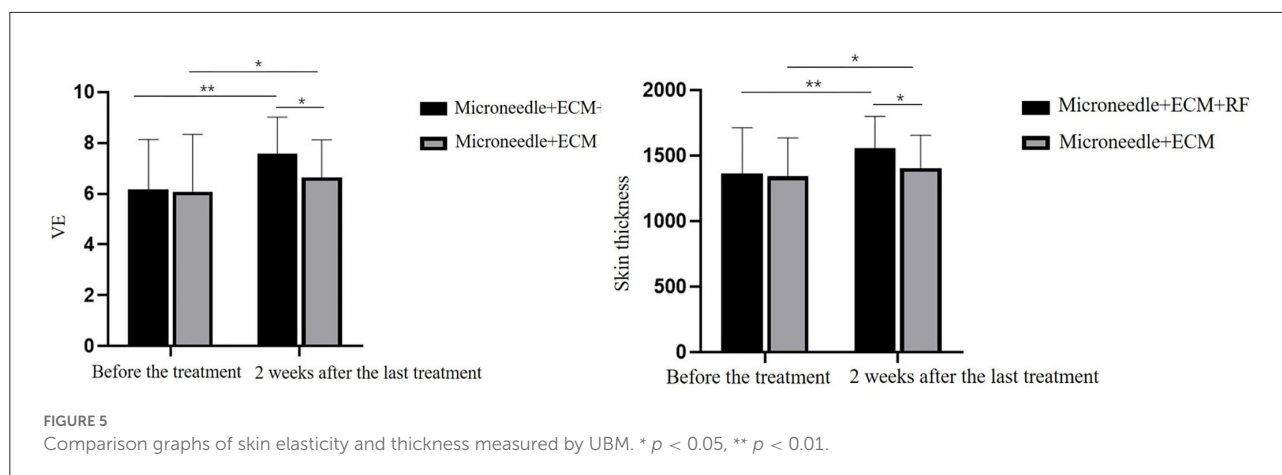 *
**
*
10
8
6
4
2
0
VE
Microneedle+ECM+
Microneedle+ECM
Before the treatment
2 weeks after the last treatment
*
**
*
2000
1500
1000
500
0
Skin thickness
Microneedle+ECM+RF
Microneedle+ECM
Before the treatment
2 weeks after the last treatment
FIGURE 5
Comparison graphs of skin elasticity and thickness measured by UBM. * p < 0.05, ** p < 0.01.